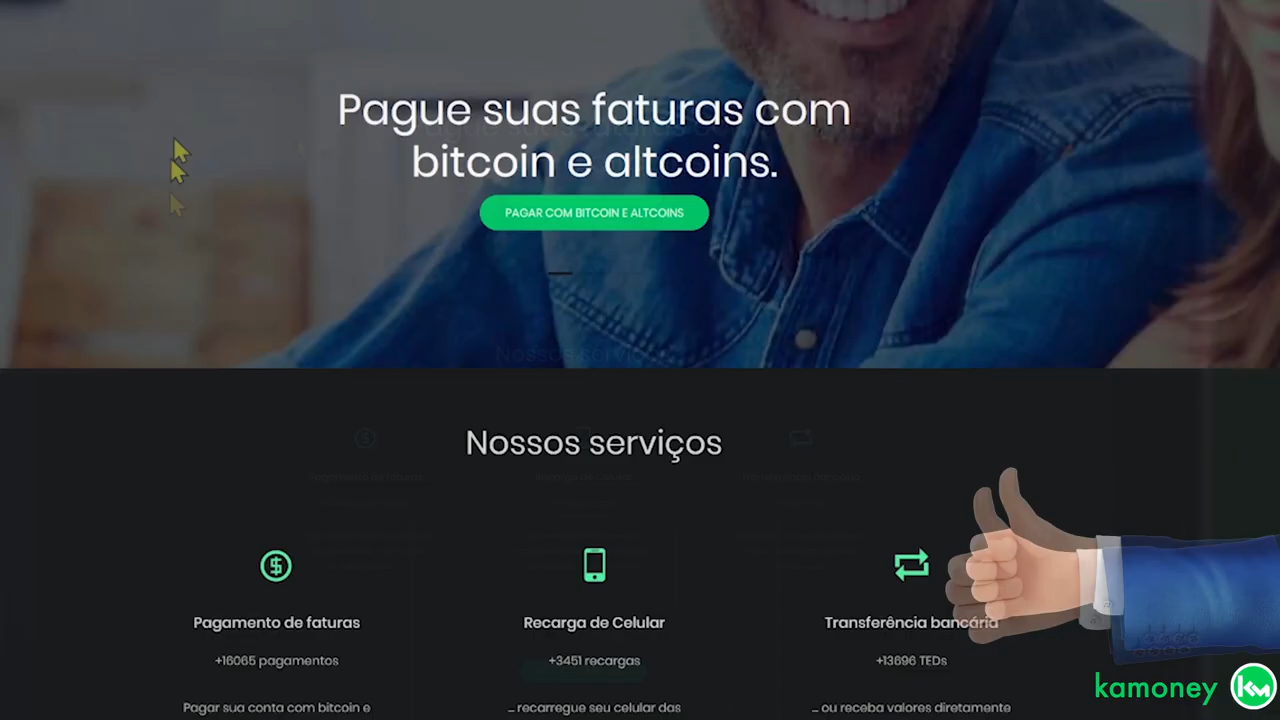 Pague suas faturas com
bitcoin e altcoins.
PAGAR COM BITCOIN E ALTCOINS
Nossos serviços
Pagamento de faturas
Recarga de Celular
Transferência bancária
+16065 pagamentos
+3451 recargas
+13696 TEDs
Pagar sua conta com bitcoin e
... recarregue seu celular das
... ou receba valores diretamente
kamoney